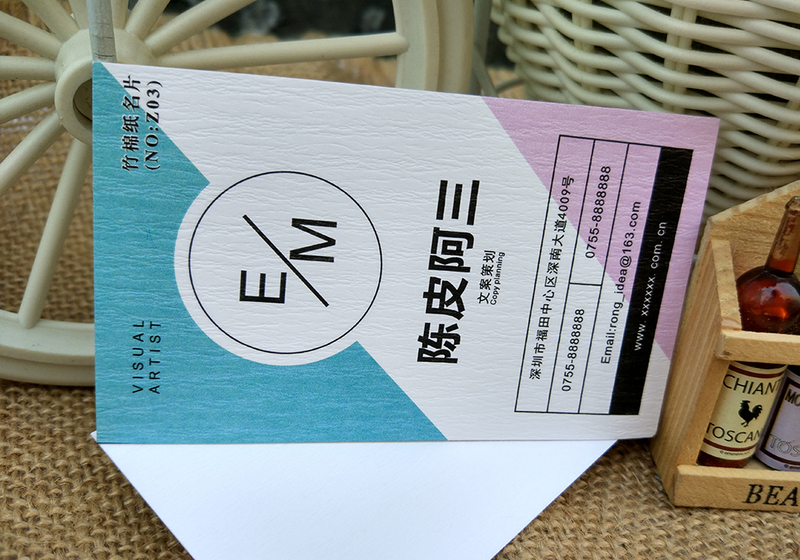 竹棉纸名片
(NO:Z03)
VISUAL
ARTIST
E/M
陈皮阿三
文案策划
Copy planning
深圳市福田中心区深南大道4009号
0755-8888888 0755-8888888
Email:rong_idea@163.com
www. xxxxxx. com. cn
CHIANT
TOSCAN
MO
BEA